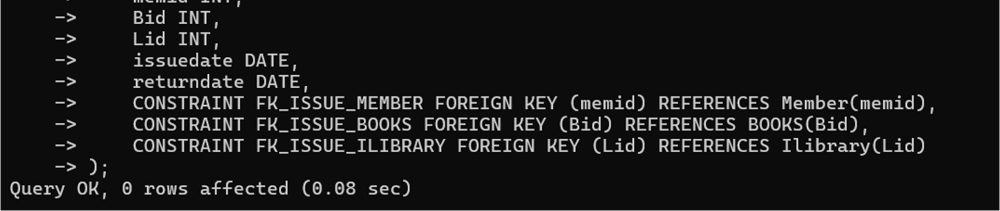 -> memid INT,
-> Bid INT,
-> Lid INT,
-> issuedate DATE,
-> returndate DATE,
-> CONSTRAINT FK_ISSUE_MEMBER FOREIGN KEY (memid) REFERENCES Member(memid),
-> CONSTRAINT FK_ISSUE_BOOKS FOREIGN KEY (Bid) REFERENCES BOOKS(Bid),
-> CONSTRAINT FK_ISSUE_ILIBRARY FOREIGN KEY (Lid) REFERENCES Ilibrary(Lid)
-> );
Query OK, 0 rows affected (0.08 sec)